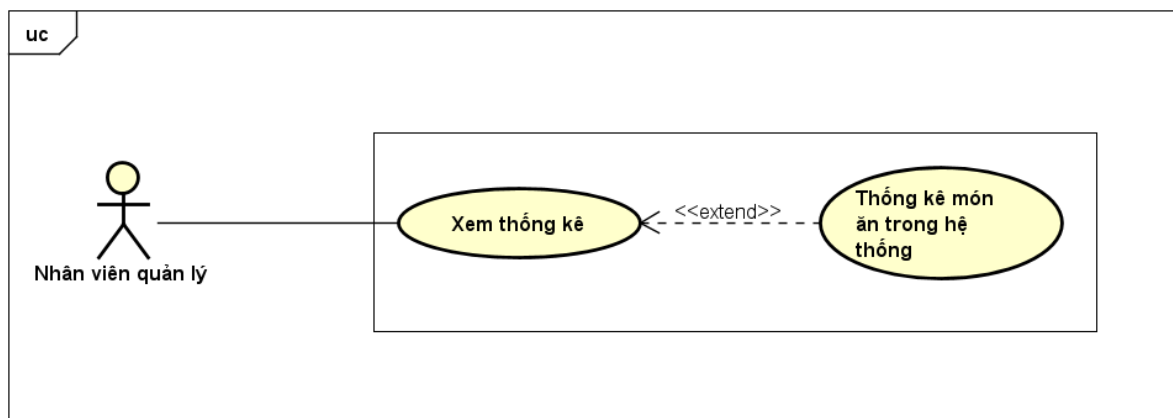 uc
Nhân viên quản lý
Xem thống kê
<<extend>>
Thống kê món
ăn trong hệ
thống